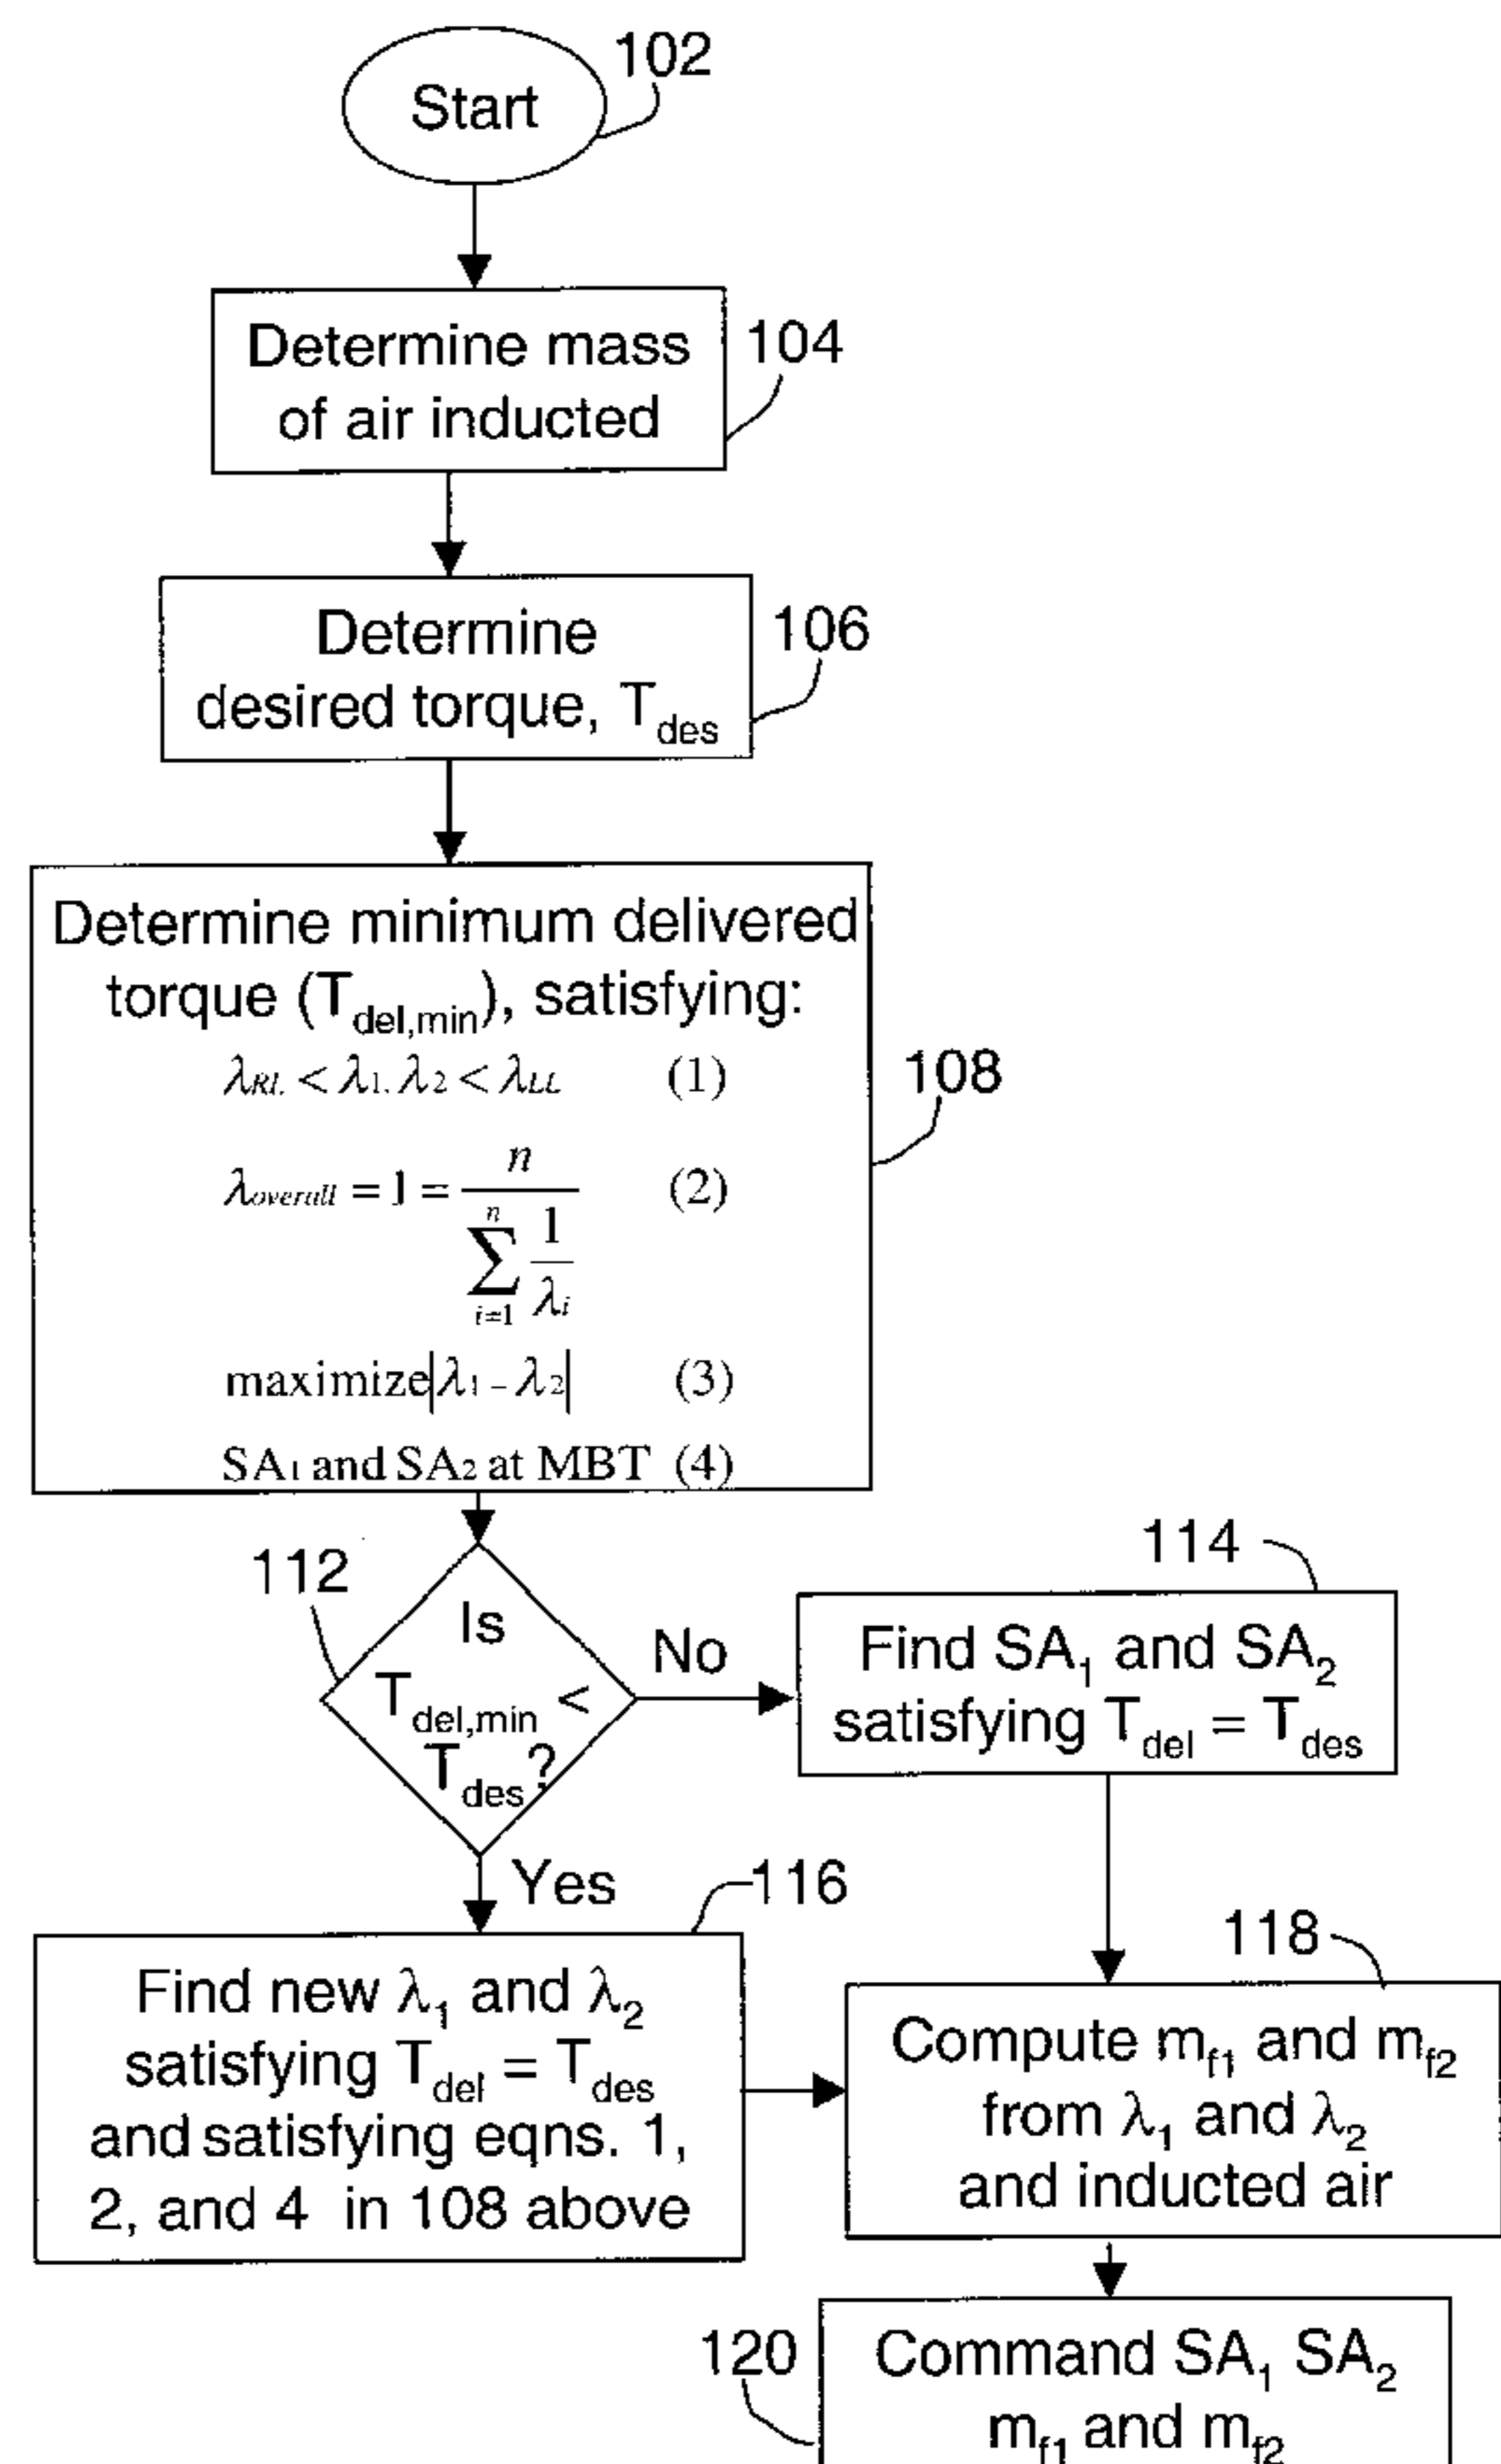 Start
102
Determine mass
of air inducted
104
Determine
desired torque, T_des
106
Determine minimum delivered
torque (T_del,min), satisfying:
λ_RL < λ_1, λ_2 < λ_LL (1)
λ_overall = 1 = n / ∑_{i=1}^{n} 1/λ_i (2)
maximize|λ_1 - λ_2| (3)
SA_1 and SA_2 at MBT (4)
108
112
Is
T_del,min <
T_des?
No
Yes
114
Find SA_1 and SA_2
satisfying T_del = T_des
116
Find new λ_1 and λ_2
satisfying T_del = T_des
and satisfying eqns. 1,
2, and 4 in 108 above
118
Compute m_f1 and m_f2
from λ_1 and λ_2
and inducted air
120
Command SA_1 SA_2
m_f1 and m_f2